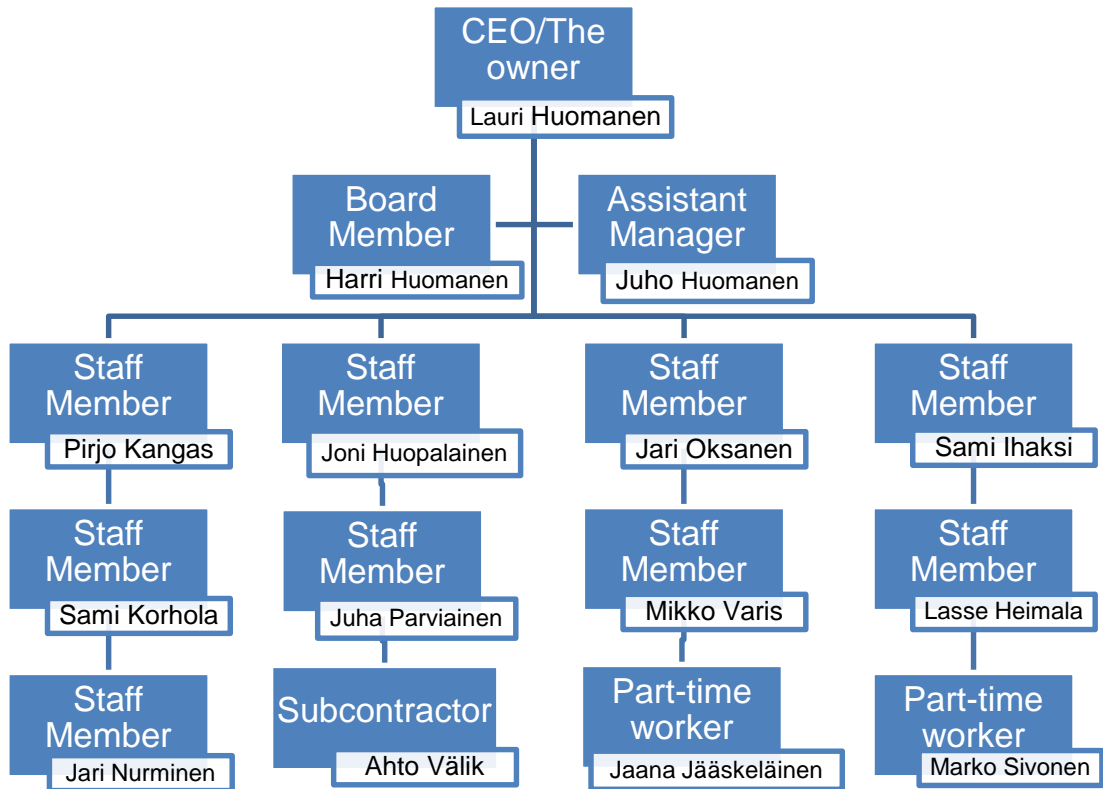 CEO/The
owner
Lauri Huomanen
Board
Member
Harri Huomanen
Assistant
Manager
Juho Huomanen
Staff
Member
Pirjo Kangas
Staff
Member
Joni Huopalainen
Staff
Member
Jari Oksanen
Staff
Member
Sami Ihaksi
Staff
Member
Sami Korhola
Staff
Member
Juha Parviainen
Staff
Member
Mikko Varis
Staff
Member
Lasse Heimala
Staff
Member
Jari Nurminen
Subcontractor
Ahto Välik
Part-time
worker
Jaana Jääskeläinen
Part-time
worker
Marko Sivonen